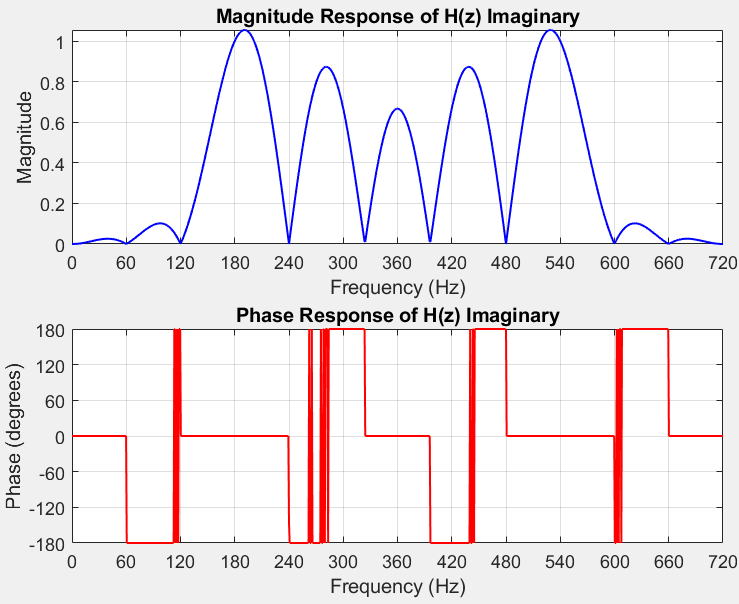 Magnitude Response of H(z) Imaginary
1
0.8
0.6
0.4
0.2
0
Magnitude
0 60 120 180 240 300 360 420 480 540 600 660 720
Frequency (Hz)
Phase Response of H(z) Imaginary
180
120
60
0
-60
-120
-180
Phase (degrees)
0 60 120 180 240 300 360 420 480 540 600 660 720
Frequency (Hz)